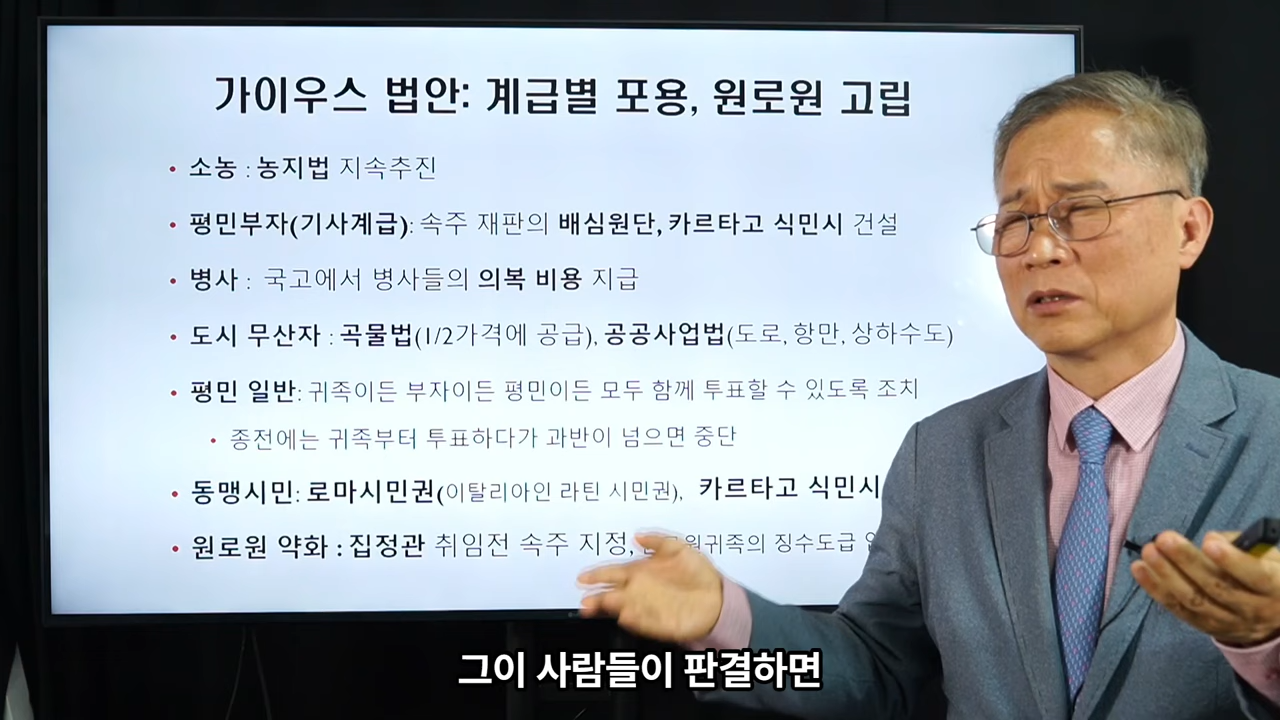 가이우스 법안: 계급별 포용, 원로원 고립
• 소농 : 농지법 지속추진
• 평민부자(기사계급): 속주 재판의 배심원단, 카르타고 식민시 건설
• 병사 : 국고에서 병사들의 의복 비용 지급
• 도시 무산자 : 곡물법(1/2가격에 공급), 공공사업법(도로, 항만, 상하수도)
• 평민 일반: 귀족이든 부자이든 평민이든 모두 함께 투표할 수 있도록 조치
• 종전에는 귀족부터 투표하다가 과반이 넘으면 중단
• 동맹시민: 로마시민권(이탈리아인 라틴 시민권), 카르타고 식민시
• 원로원 약화 : 집정관 취임전 속주 지정, 징수도급
그이 사람들이 판결하면